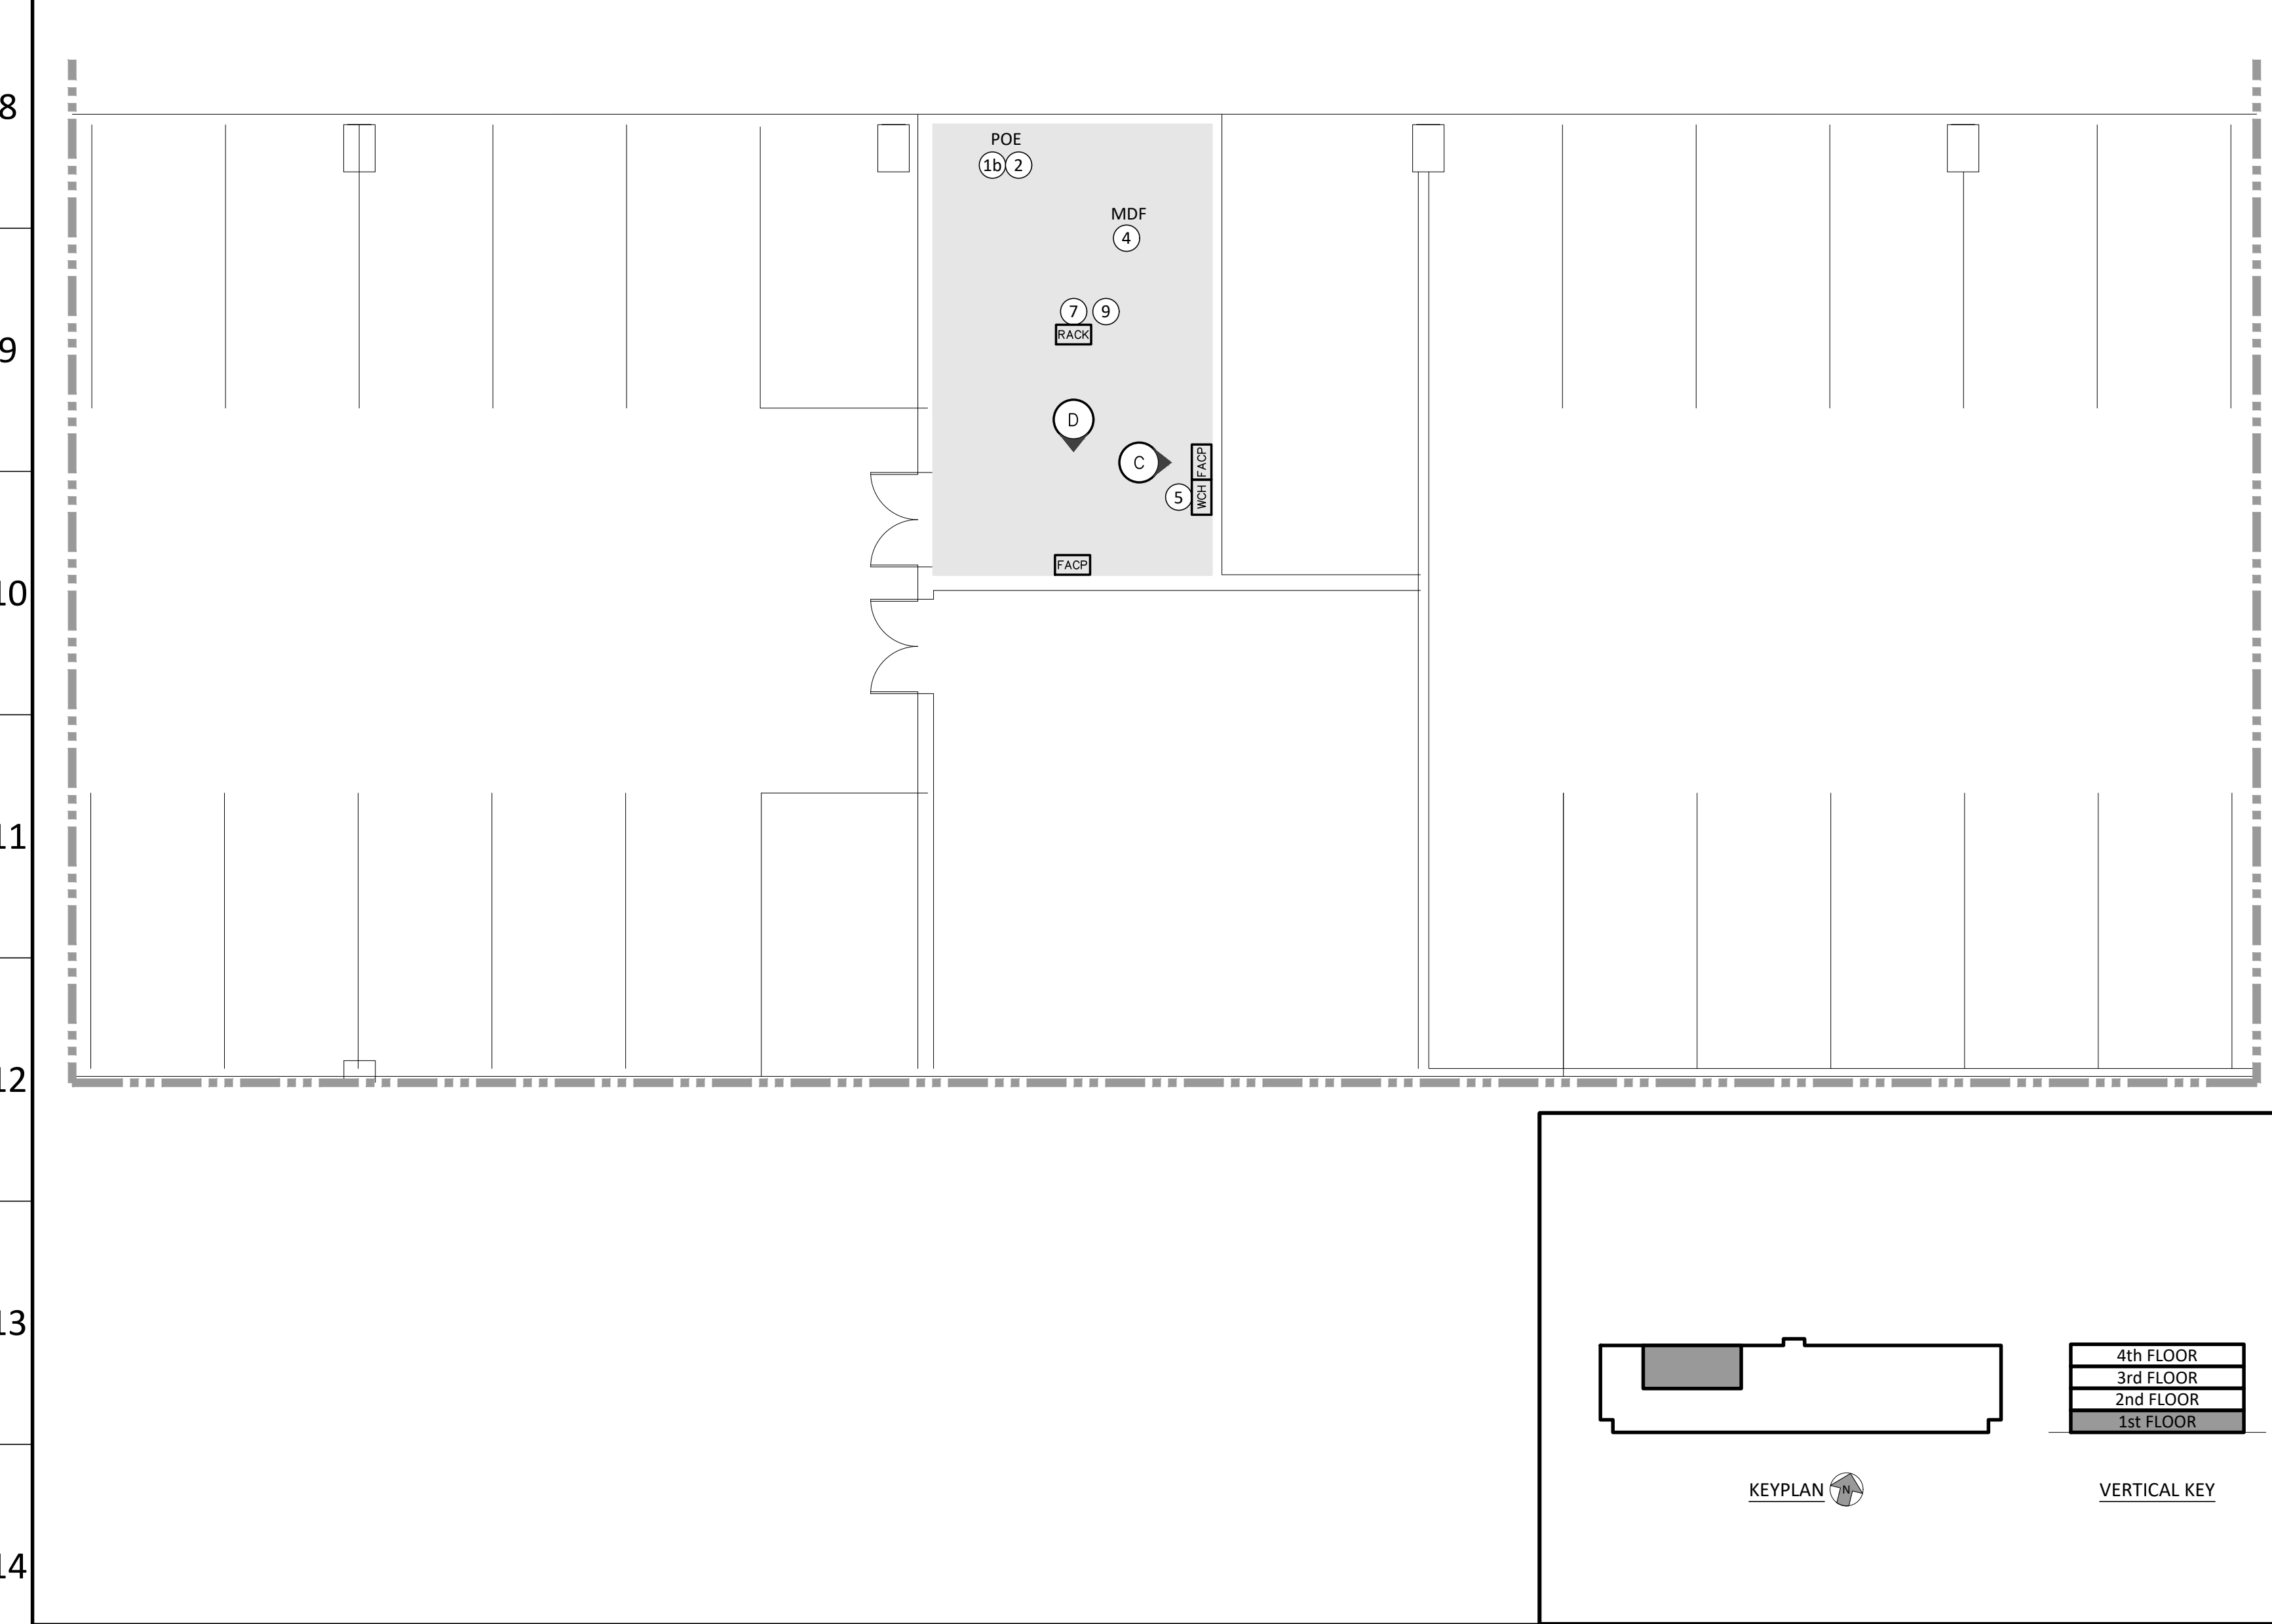 8
POE
1b 2
MDF
4
7 9
9
RACK
D
C
FACP
5
WCH
FACP
10
11
12
13
4th FLOOR
3rd FLOOR
2nd FLOOR
1st FLOOR
KEYPLAN N
VERTICAL KEY
14